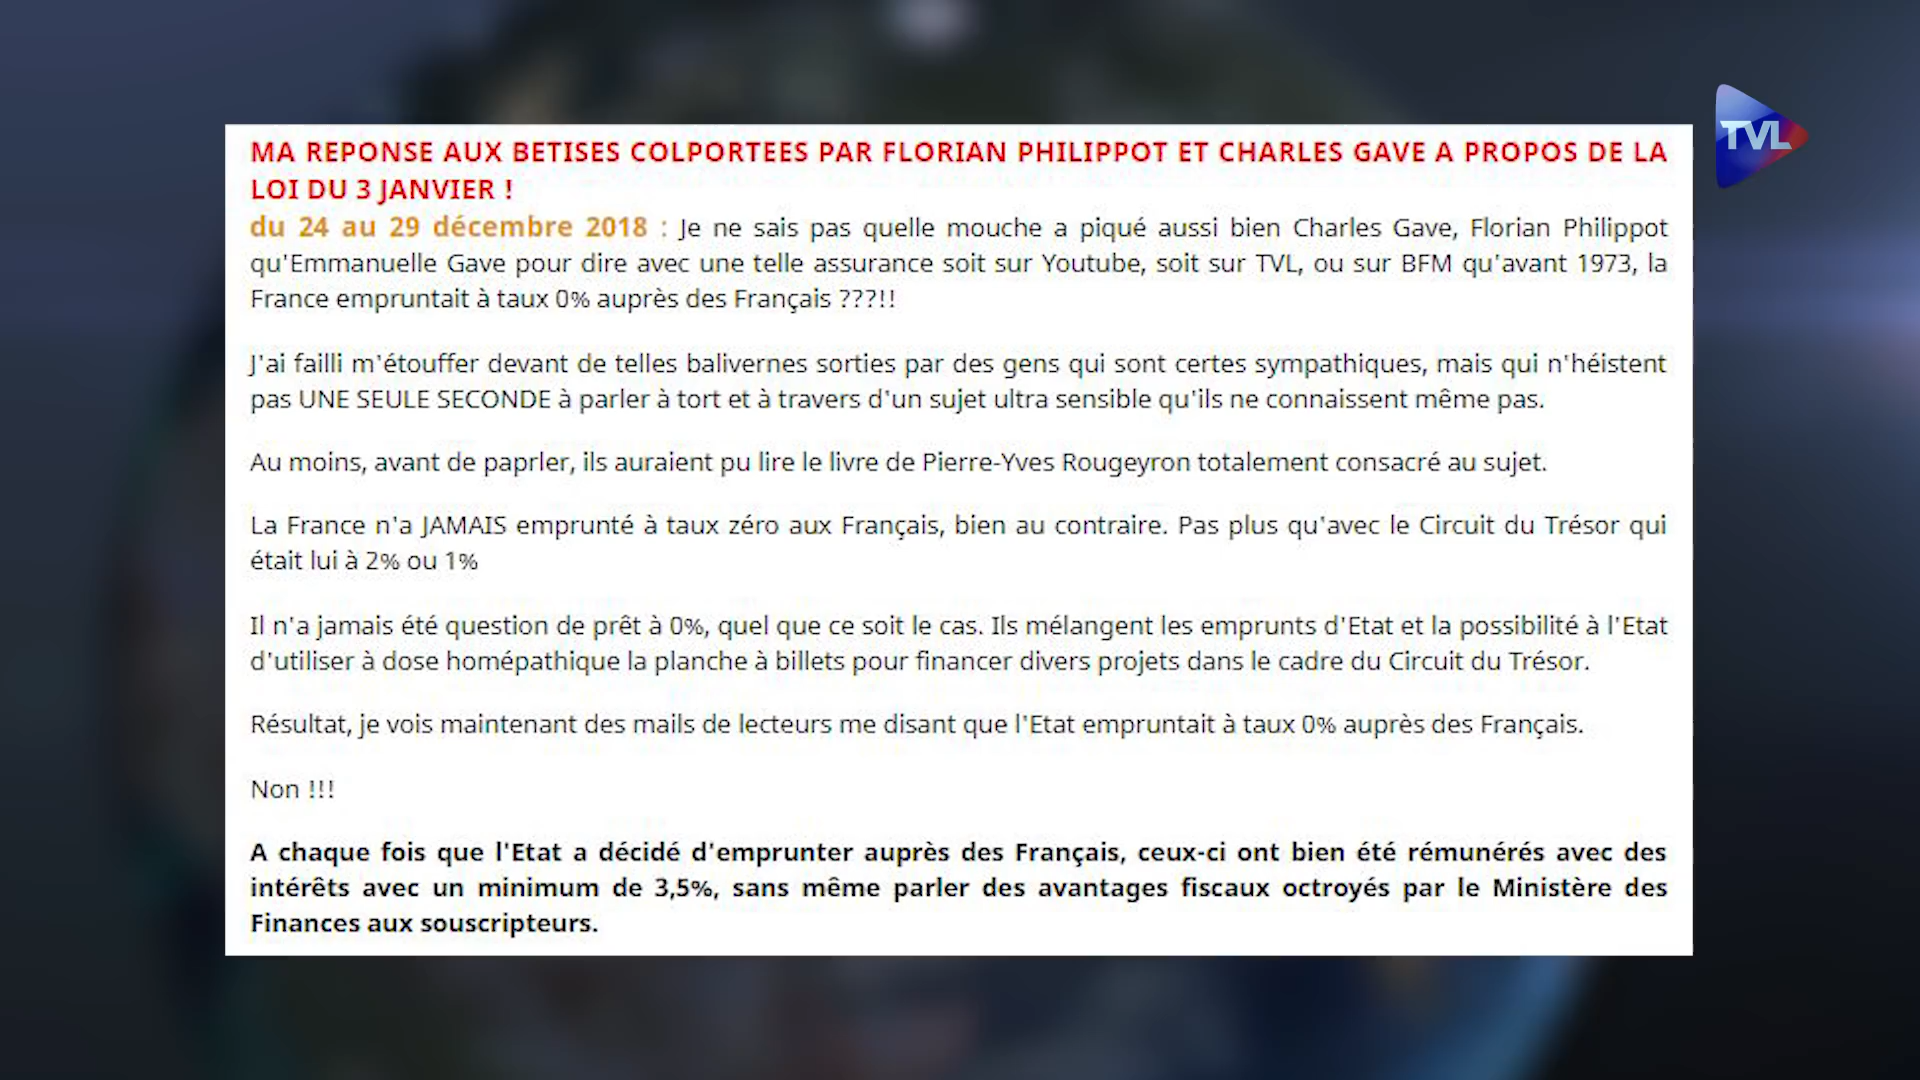 MA REPONSE AUX BETISES COLPORTEES PAR FLORIAN PHILIPPOT ET CHARLES GAVE A PROPOS DE LA
LOI DU 3 JANVIER !
du 24 au 29 décembre 2018 : Je ne sais pas quelle mouche a piqué aussi bien Charles Gave, Florian Philippot
qu'Emmanuelle Gave pour dire avec une telle assurance soit sur Youtube, soit sur TVL, ou sur BFM qu'avant 1973, la
France empruntait à taux 0% auprès des Français ???!!
J'ai failli m'étouffer devant de telles balivernes sorties par des gens qui sont certes sympathiques, mais qui n'héistent
pas UNE SEULE SECONDE à parler à tort et à travers d'un sujet ultra sensible qu'ils ne connaissent même pas.
Au moins, avant de paprler, ils auraient pu lire le livre de Pierre-Yves Rougeyron totalement consacré au sujet.
La France n'a JAMAIS emprunté à taux zéro aux Français, bien au contraire. Pas plus qu'avec le Circuit du Trésor qui
était lui à 2% ou 1%
Il n'a jamais été question de prêt à 0%, quel que ce soit le cas. Ils mélangent les emprunts d'Etat et la possibilité à l'Etat
d'utiliser à dose homépathique la planche à billets pour financer divers projets dans le cadre du Circuit du Trésor.
Résultat, je vois maintenant des mails de lecteurs me disant que l'Etat empruntait à taux 0% auprès des Français.
Non !!!
A chaque fois que l'Etat a décidé d'emprunter auprès des Français, ceux-ci ont bien été rémunérés avec des
intérêts avec un minimum de 3,5%, sans même parler des avantages fiscaux octroyés par le Ministère des
Finances aux souscripteurs.
TVL